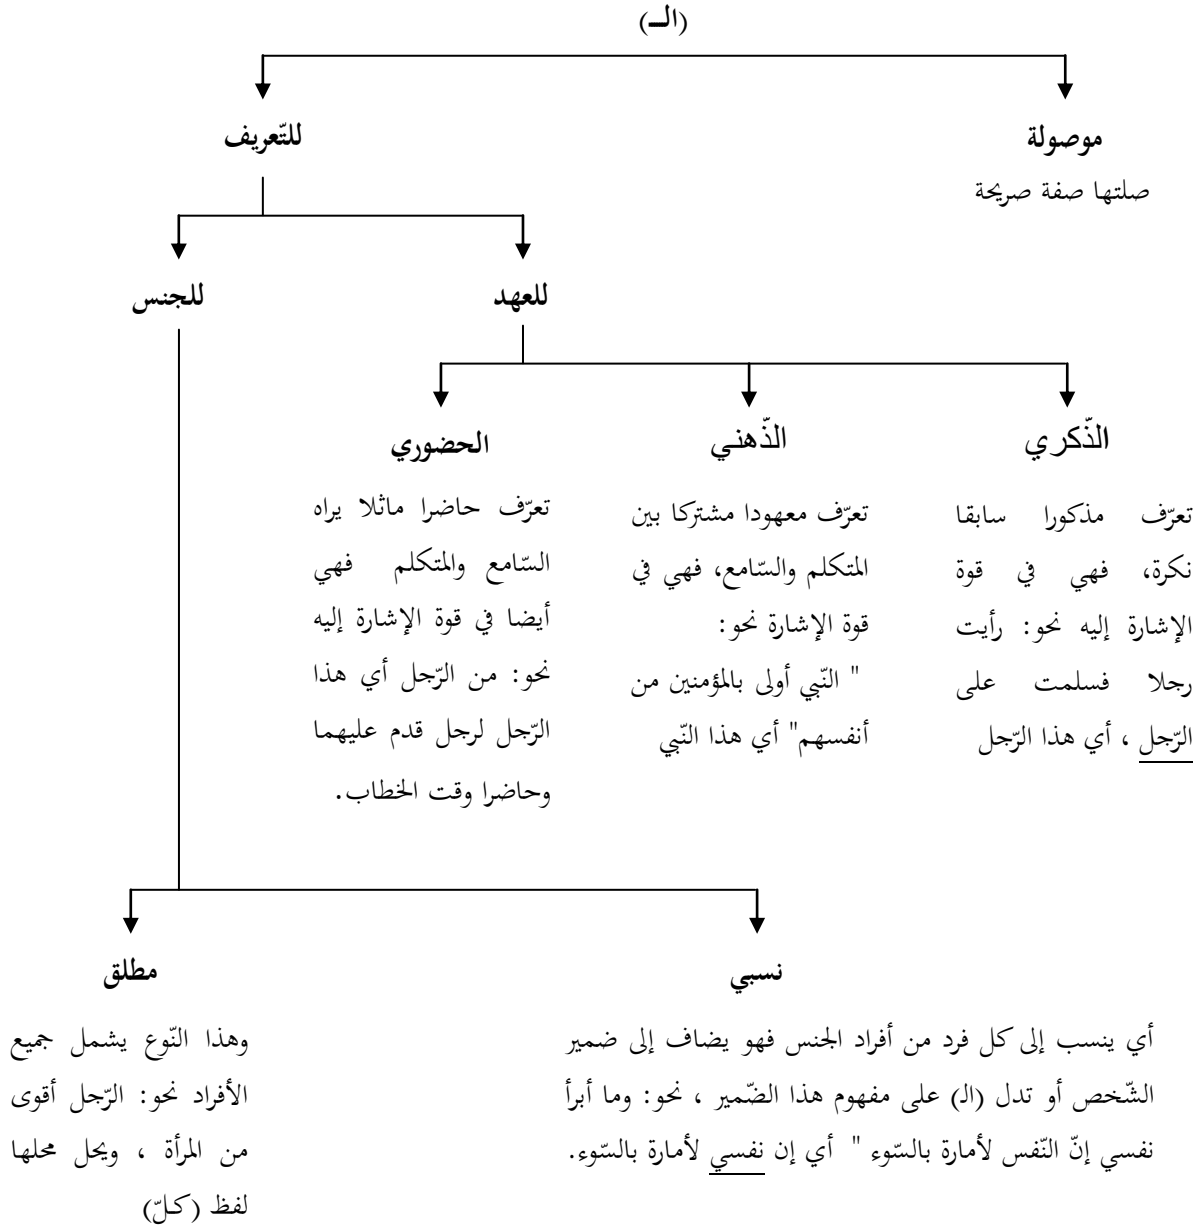 (الـ)
موصولة
للتّعريف
صلتها صفة صريحة
للعهد
للجنس
الذّكري
الذّهني
الحضوري
تعرّف مذكورا سابقا
نكرة، فهي في قوة
الإشارة إليه نحو: رأيت
رجلا فسلمت على
الرّجل ، أي هذا الرّجل
تعرّف معهودا مشتركا بين
المتكلم والسّامع، فهي في
قوة الإشارة نحو:
" النّبي أولى بالمؤمنين من
أنفسهم" أي هذا النّبي
تعرّف حاضرا ماثلا يراه
السّامع والمتكلم فهي
أيضا في قوة الإشارة إليه
نحو: من الرّجل أي هذا
الرّجل لرجل قدم عليهما
وحاضرا وقت الخطاب.
نسبي
مطلق
أي ينسب إلى كل فرد من أفراد الجنس فهو يضاف إلى ضمير
الشّخص أو تدل (الـ) على مفهوم هذا الضّمير ، نحو: وما أبرأ
نفسي إنّ النّفس لأمارة بالسّوء " أي إن نفسي لأمارة بالسّوء.
وهذا النّوع يشمل جميع
الأفراد نحو: الرّجل أقوى
من المرأة ، ويحل محلها
لفظ (كلّ)